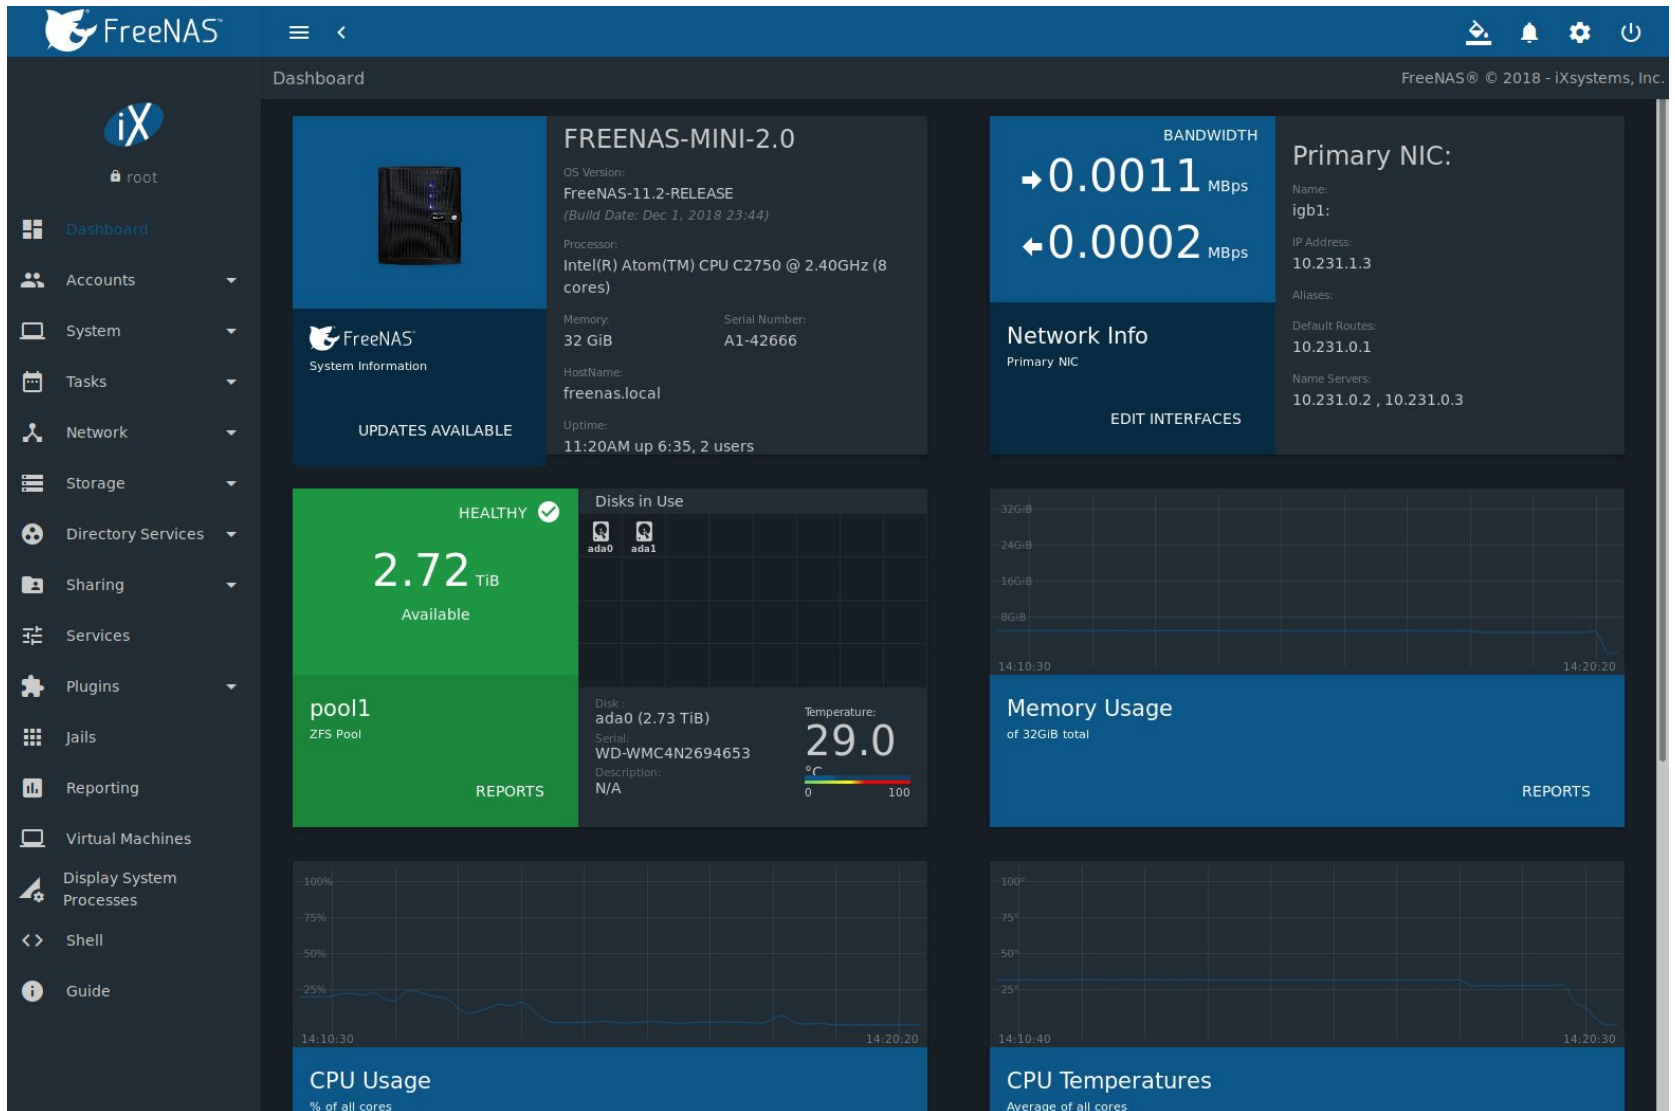 FreeNAS™
Dashboard
FreeNAS® © 2018 - iXsystems, Inc.
iX
root
Dashboard
Accounts
System
Tasks
Network
Storage
Directory Services
Sharing
Services
Plugins
Jails
Reporting
Virtual Machines
Display System
Processes
Shell
Guide
FreeNAS
System Information
UPDATES AVAILABLE
FREENAS-MINI-2.0
OS Version:
FreeNAS-11.2-RELEASE
(Build Date: Dec 1, 2018 23:44)
Processor:
Intel(R) Atom(TM) CPU C2750 @ 2.40GHz (8
cores)
Memory: Serial Number:
32 GiB A1-42666
HostName:
freenas.local
Uptime:
11:20AM up 6:35, 2 users
BANDWIDTH
0.0011 MBps
0.0002 MBps
Network Info
Primary NIC
EDIT INTERFACES
Primary NIC:
Name:
igb1:
IP Address:
10.231.1.3
Aliases:
Default Routes:
10.231.0.1
Name Servers:
10.231.0.2 , 10.231.0.3
HEALTHY
2.72 TiB
Available
pool1
ZFS Pool
REPORTS
Disks in Use
ada0 ada1
Disk :
ada0 (2.73 TiB)
Serial:
WD-WMC4N2694653
Description:
N/A
Temperature:
29.0
°C
0 100
32GiB
24GiB
16GiB
8GiB
14:10:30 14:20:20
Memory Usage
of 32GiB total
REPORTS
100%
75%
50%
25%
14:10:30 14:20:20
CPU Usage
% of all cores
100°
75°
50°
25°
14:10:40 14:20:30
CPU Temperatures
Average of all cores